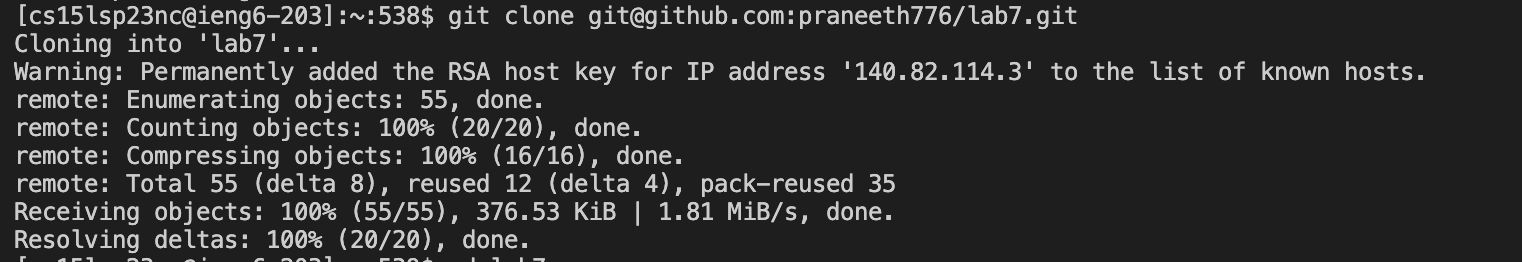 [cs15lsp23nc@ieng6-203]:~:538$ git clone git@github.com:praneeth776/lab7.git
Cloning into 'lab7'...
Warning: Permanently added the RSA host key for IP address '140.82.114.3' to the list of known hosts.
remote: Enumerating objects: 55, done.
remote: Counting objects: 100% (20/20), done.
remote: Compressing objects: 100% (16/16), done.
remote: Total 55 (delta 8), reused 12 (delta 4), pack-reused 35
Receiving objects: 100% (55/55), 376.53 KiB | 1.81 MiB/s, done.
Resolving deltas: 100% (20/20), done.